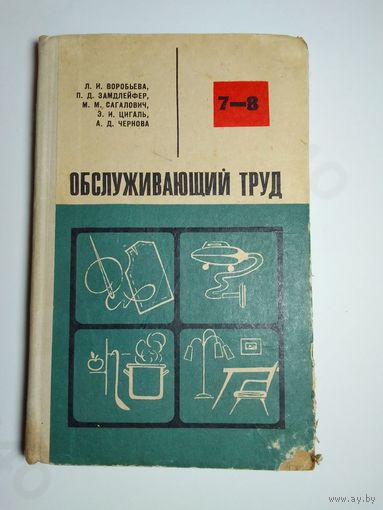 Л. И. ВОРОБЬЕВА,
П. Д. ЗАМДЛЕЙФЕР,
М. М. САГАЛОВИЧ,
Э. И. ЦИГАЛЬ,
А. Д. ЧЕРНОВА
7—8
ОБСЛУЖИВАЮЩИЙ ТРУД
www.ay.by